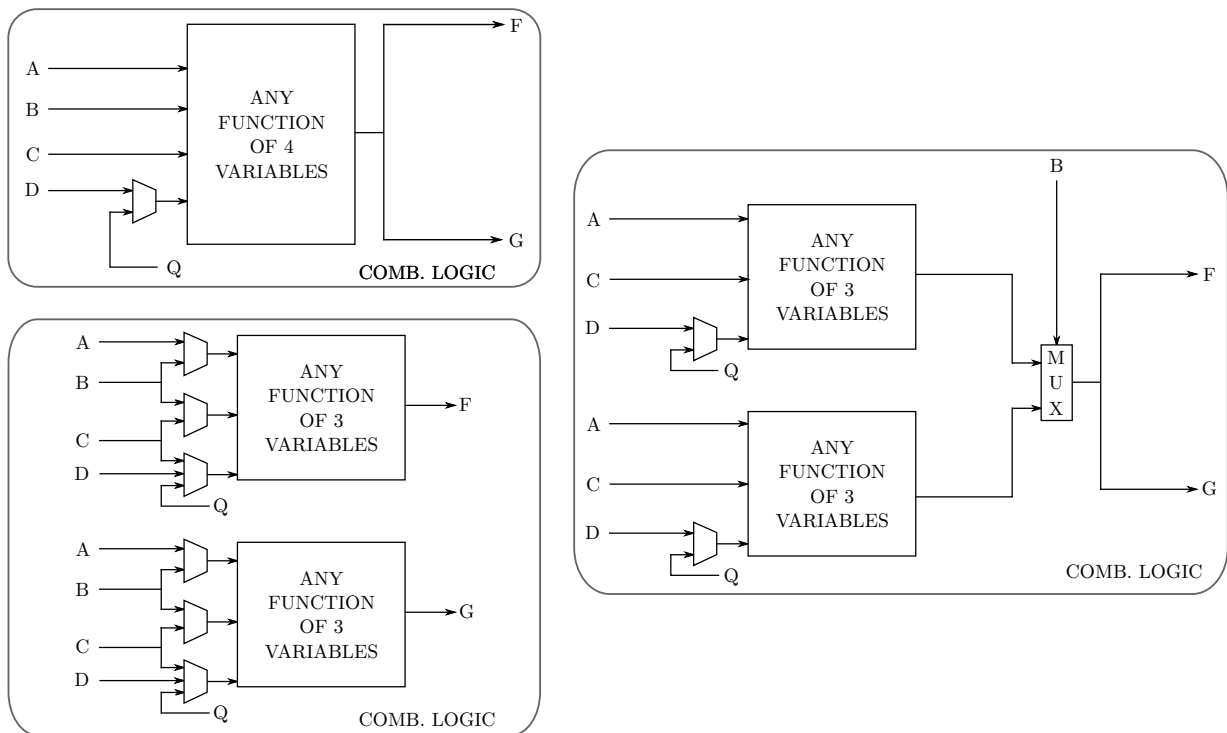 A
B
C
D
Q
ANY
FUNCTION
OF 4
VARIABLES
F
G
COMB. LOGIC
A
B
C
D
Q
ANY
FUNCTION
OF 3
VARIABLES
F
A
B
C
D
Q
ANY
FUNCTION
OF 3
VARIABLES
G
COMB. LOGIC
B
A
C
D
Q
ANY
FUNCTION
OF 3
VARIABLES
A
C
D
Q
ANY
FUNCTION
OF 3
VARIABLES
M
U
X
F
G
COMB. LOGIC